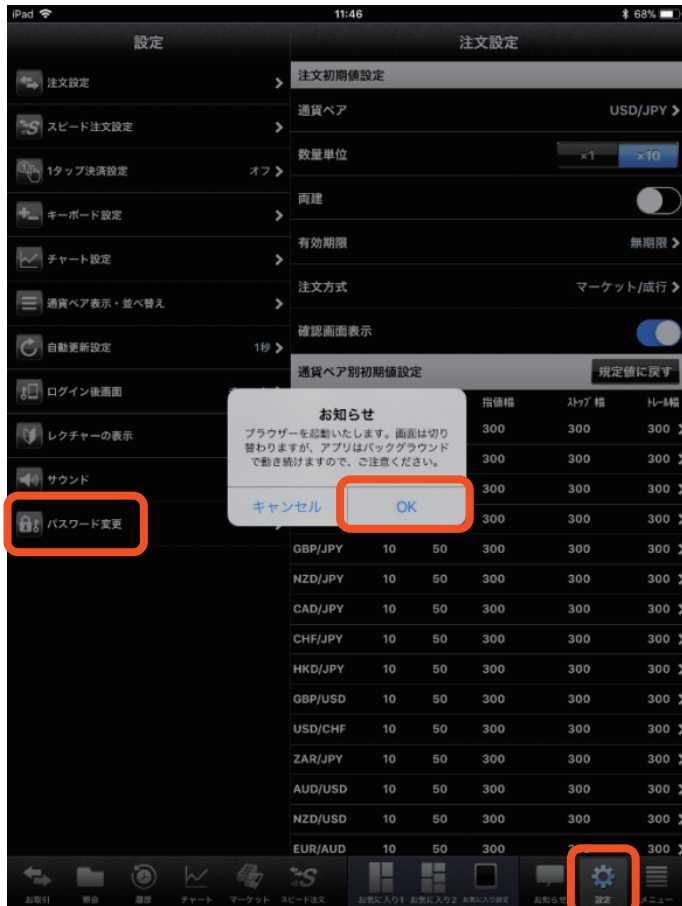 iPad 11:46 68%
設定
注文設定
スピード注文設定
1タップ決済設定 オフ
キーボード設定
チャート設定
通貨ペア表示・並べ替え
自動更新設定 1秒
ログイン後画面
レクチャーの表示
サウンド
パスワード変更
注文設定
注文初期値設定
通貨ペア USD/JPY
数量単位 ×1 ×10
両建
有効期限 無期限
注文方式 マーケット/成行
確認画面表示
通貨ペア別初期値設定 規定値に戻す
指値幅 ストップ幅 トレール幅
300 300 300
300 300 300
300 300 300
300 300 300
GBP/JPY 10 50 300 300 300
NZD/JPY 10 50 300 300 300
CAD/JPY 10 50 300 300 300
CHF/JPY 10 50 300 300 300
HKD/JPY 10 50 300 300 300
GBP/USD 10 50 300 300 300
USD/CHF 10 50 300 300 300
ZAR/JPY 10 50 300 300 300
AUD/USD 10 50 300 300 300
NZD/USD 10 50 300 300 300
EUR/AUD 10 50 300 300
お知らせ
ブラウザーを起動いたします。画面は切り
替わりますが、アプリはバックグラウンド
で動き続けますので、ご注意ください。
キャンセル OK
お取引 照会 履歴 チャート マーケット スピード注文 お気に入り1 お気に入り2 お気に入り設定 お知らせ 設定 メニュー